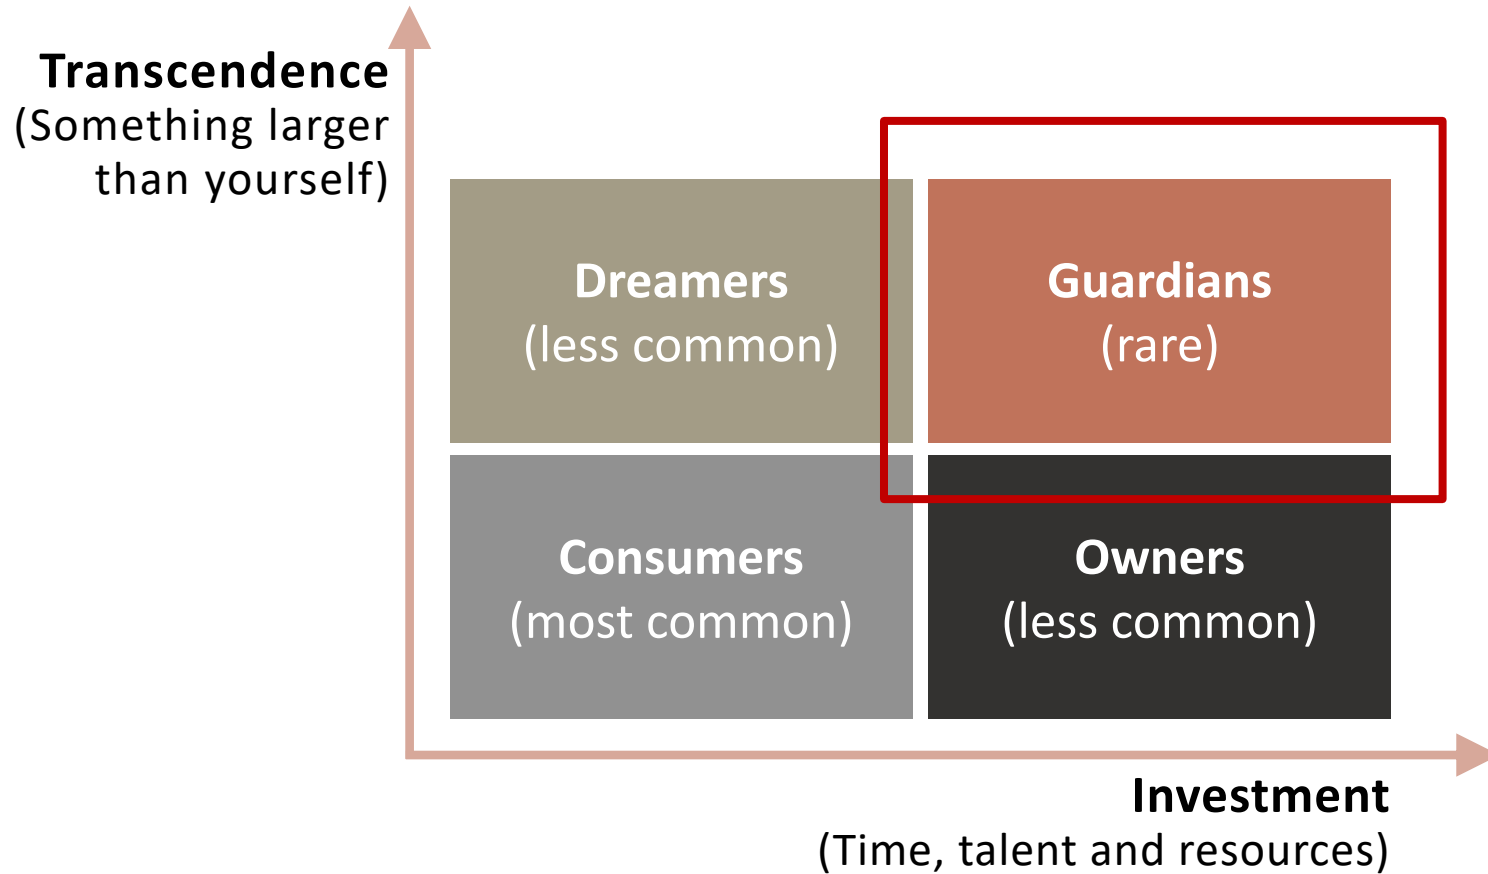 Transcendence
(Something larger
than yourself)
Dreamers
(less common)
Guardians
(rare)
Consumers
(most common)
Owners
(less common)
Investment
(Time, talent and resources)